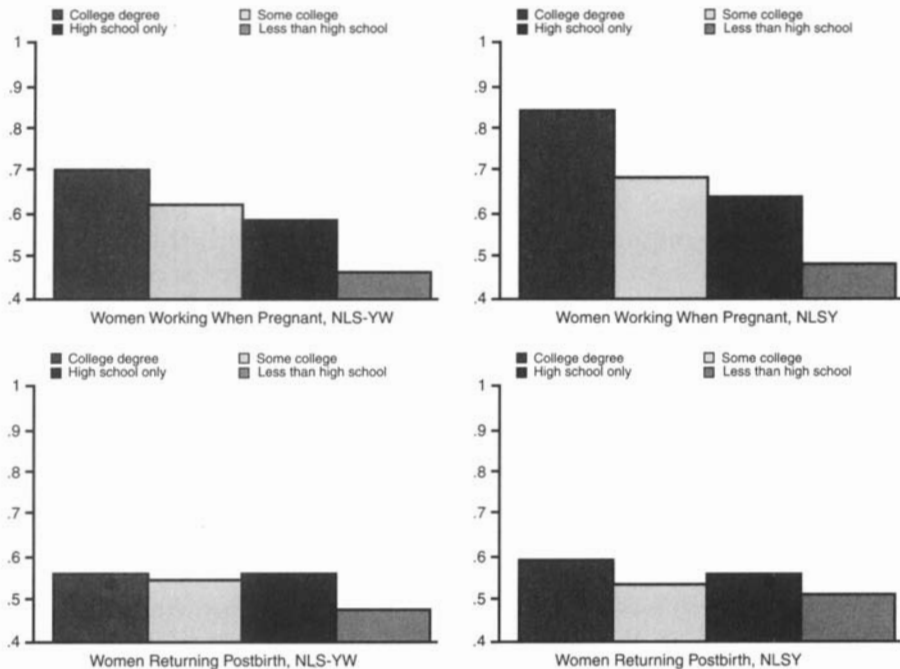 College degree Some college
High school only Less than high school
1
.9
.8
.7
.6
.5
.4
Women Working When Pregnant, NLS-YW
College degree Some college
High school only Less than high school
1
.9
.8
.7
.6
.5
.4
Women Working When Pregnant, NLSY
College degree Some college
High school only Less than high school
1
.9
.8
.7
.6
.5
.4
Women Returning Postbirth, NLS-YW
College degree Some college
High school only Less than high school
1
.9
.8
.7
.6
.5
.4
Women Returning Postbirth, NLSY